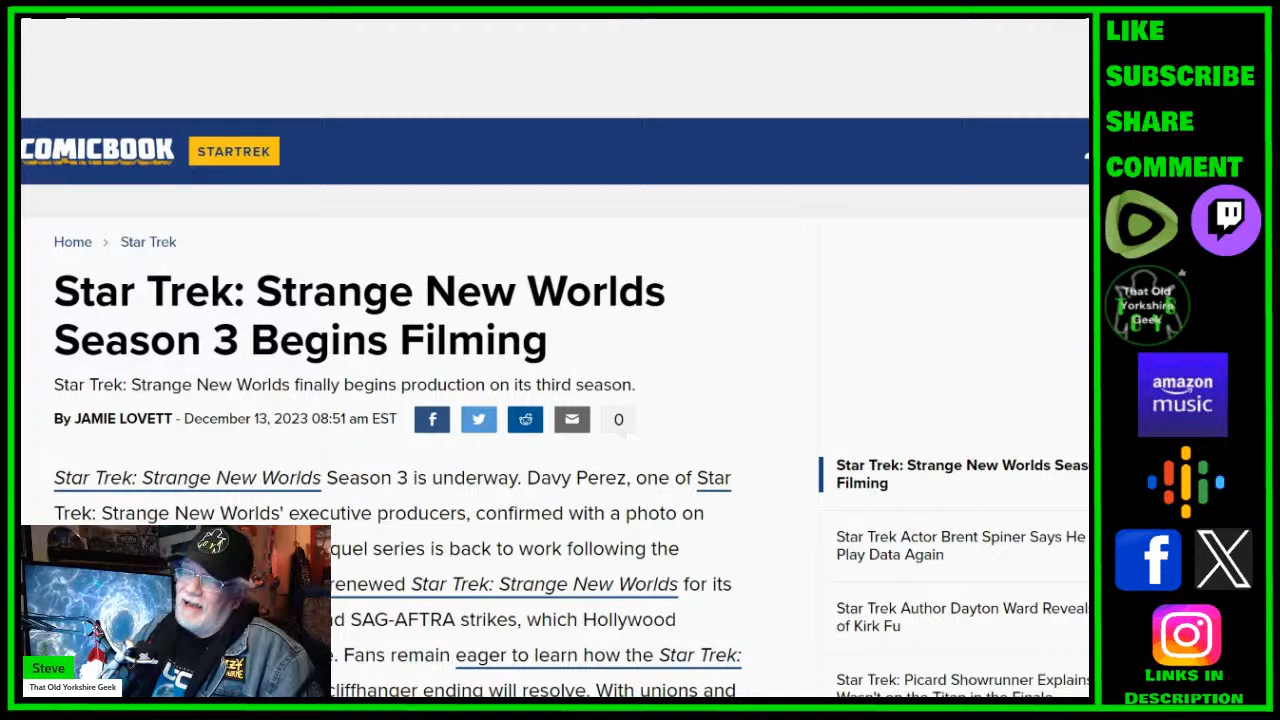 COMICBOOK
STARTREK
Home > Star Trek
Star Trek: Strange New Worlds
Season 3 Begins Filming
Star Trek: Strange New Worlds finally begins production on its third season.
By JAMIE LOVETT - December 13, 2023 08:51 am EST
0
Star Trek: Strange New Worlds Season 3 is underway. Davy Perez, one of Star
Trek: Strange New Worlds' executive producers, confirmed with a photo on
quel series is back to work following the
renewed Star Trek: Strange New Worlds for its
d SAG-AFTRA strikes, which Hollywood
. Fans remain eager to learn how the Star Trek:
cliffhanger ending will resolve. With unions and
Star Trek: Strange New Worlds Seas
Filming
Star Trek Actor Brent Spiner Says He
Play Data Again
Star Trek Author Dayton Ward Reveal
of Kirk Fu
Star Trek: Picard Showrunner Explains
Wasn't on the Titan in the Finale
Steve
That Old Yorkshire Geek
LIKE
SUBSCRIBE
SHARE
COMMENT
That Old
Yorkshire
Geek
amazon
music
LINKS IN
DESCRIPTION